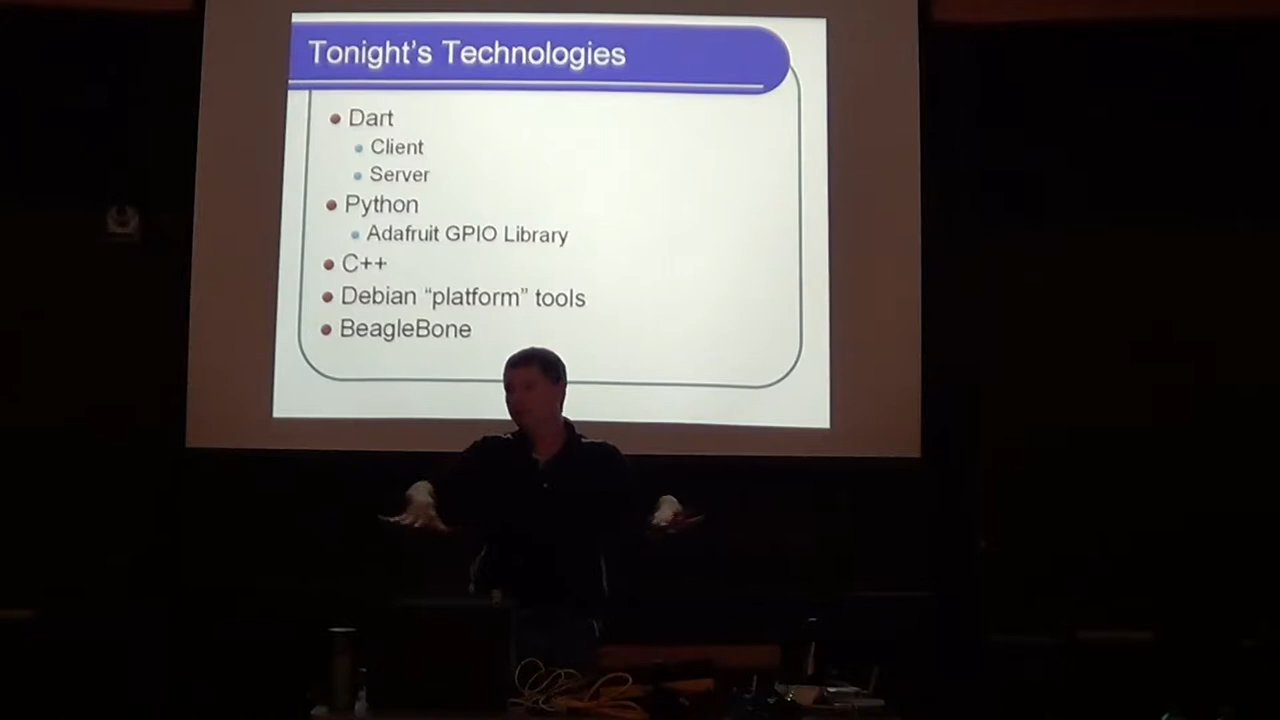 Tonight's Technologies
Dart
Client
Server
Python
Adafruit GPIO Library
C++
Debian “platform” tools
BeagleBone